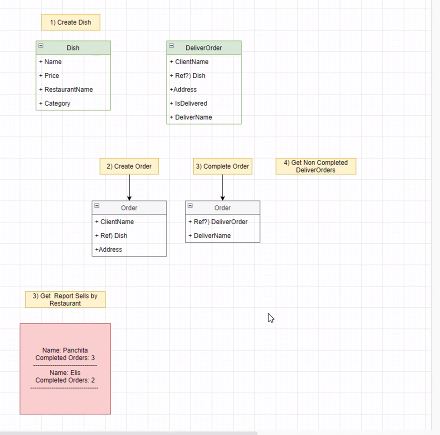 1) Create Dish
Dish
+ Name
+ Price
+ RestaurantName
+ Category
DeliverOrder
+ ClientName
+ Ref?) Dish
+Address
+ IsDelivered
+ DeliverName
2) Create Order
3) Complete Order
4) Get Non Completed
DeliverOrders
Order
+ ClientName
+ Ref) Dish
+Address
Order
+ Ref?) DeliverOrder
+ DeliverName
3) Get Report Sells by
Restaurant
Name: Panchita
Completed Orders: 3
--------------------------------
Name: Elis
Completed Orders: 2
----------------------------------